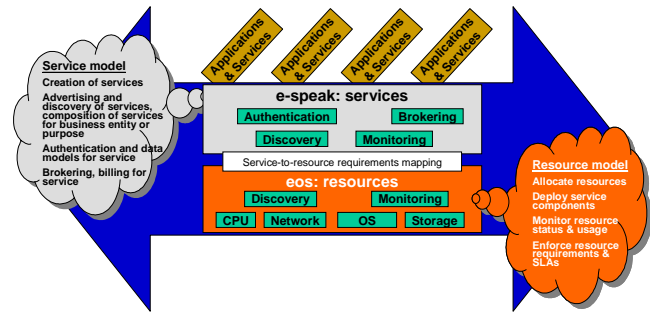 Applications
& Services
Applications
& Services
Applications
& Services
Applications
& Services
Service model
Creation of services
Advertising and
discovery of services,
composition of services
for business entity or
purpose
Authentication and data
models for service
Brokering, billing for
service
e-speak: services
Authentication
Brokering
Discovery
Monitoring
Service-to-resource requirements mapping
eos: resources
Discovery
Monitoring
CPU
Network
OS
Storage
Resource model
Allocate resources
Deploy service
components
Monitor resource
status & usage
Enforce resource
requirements &
SLAs